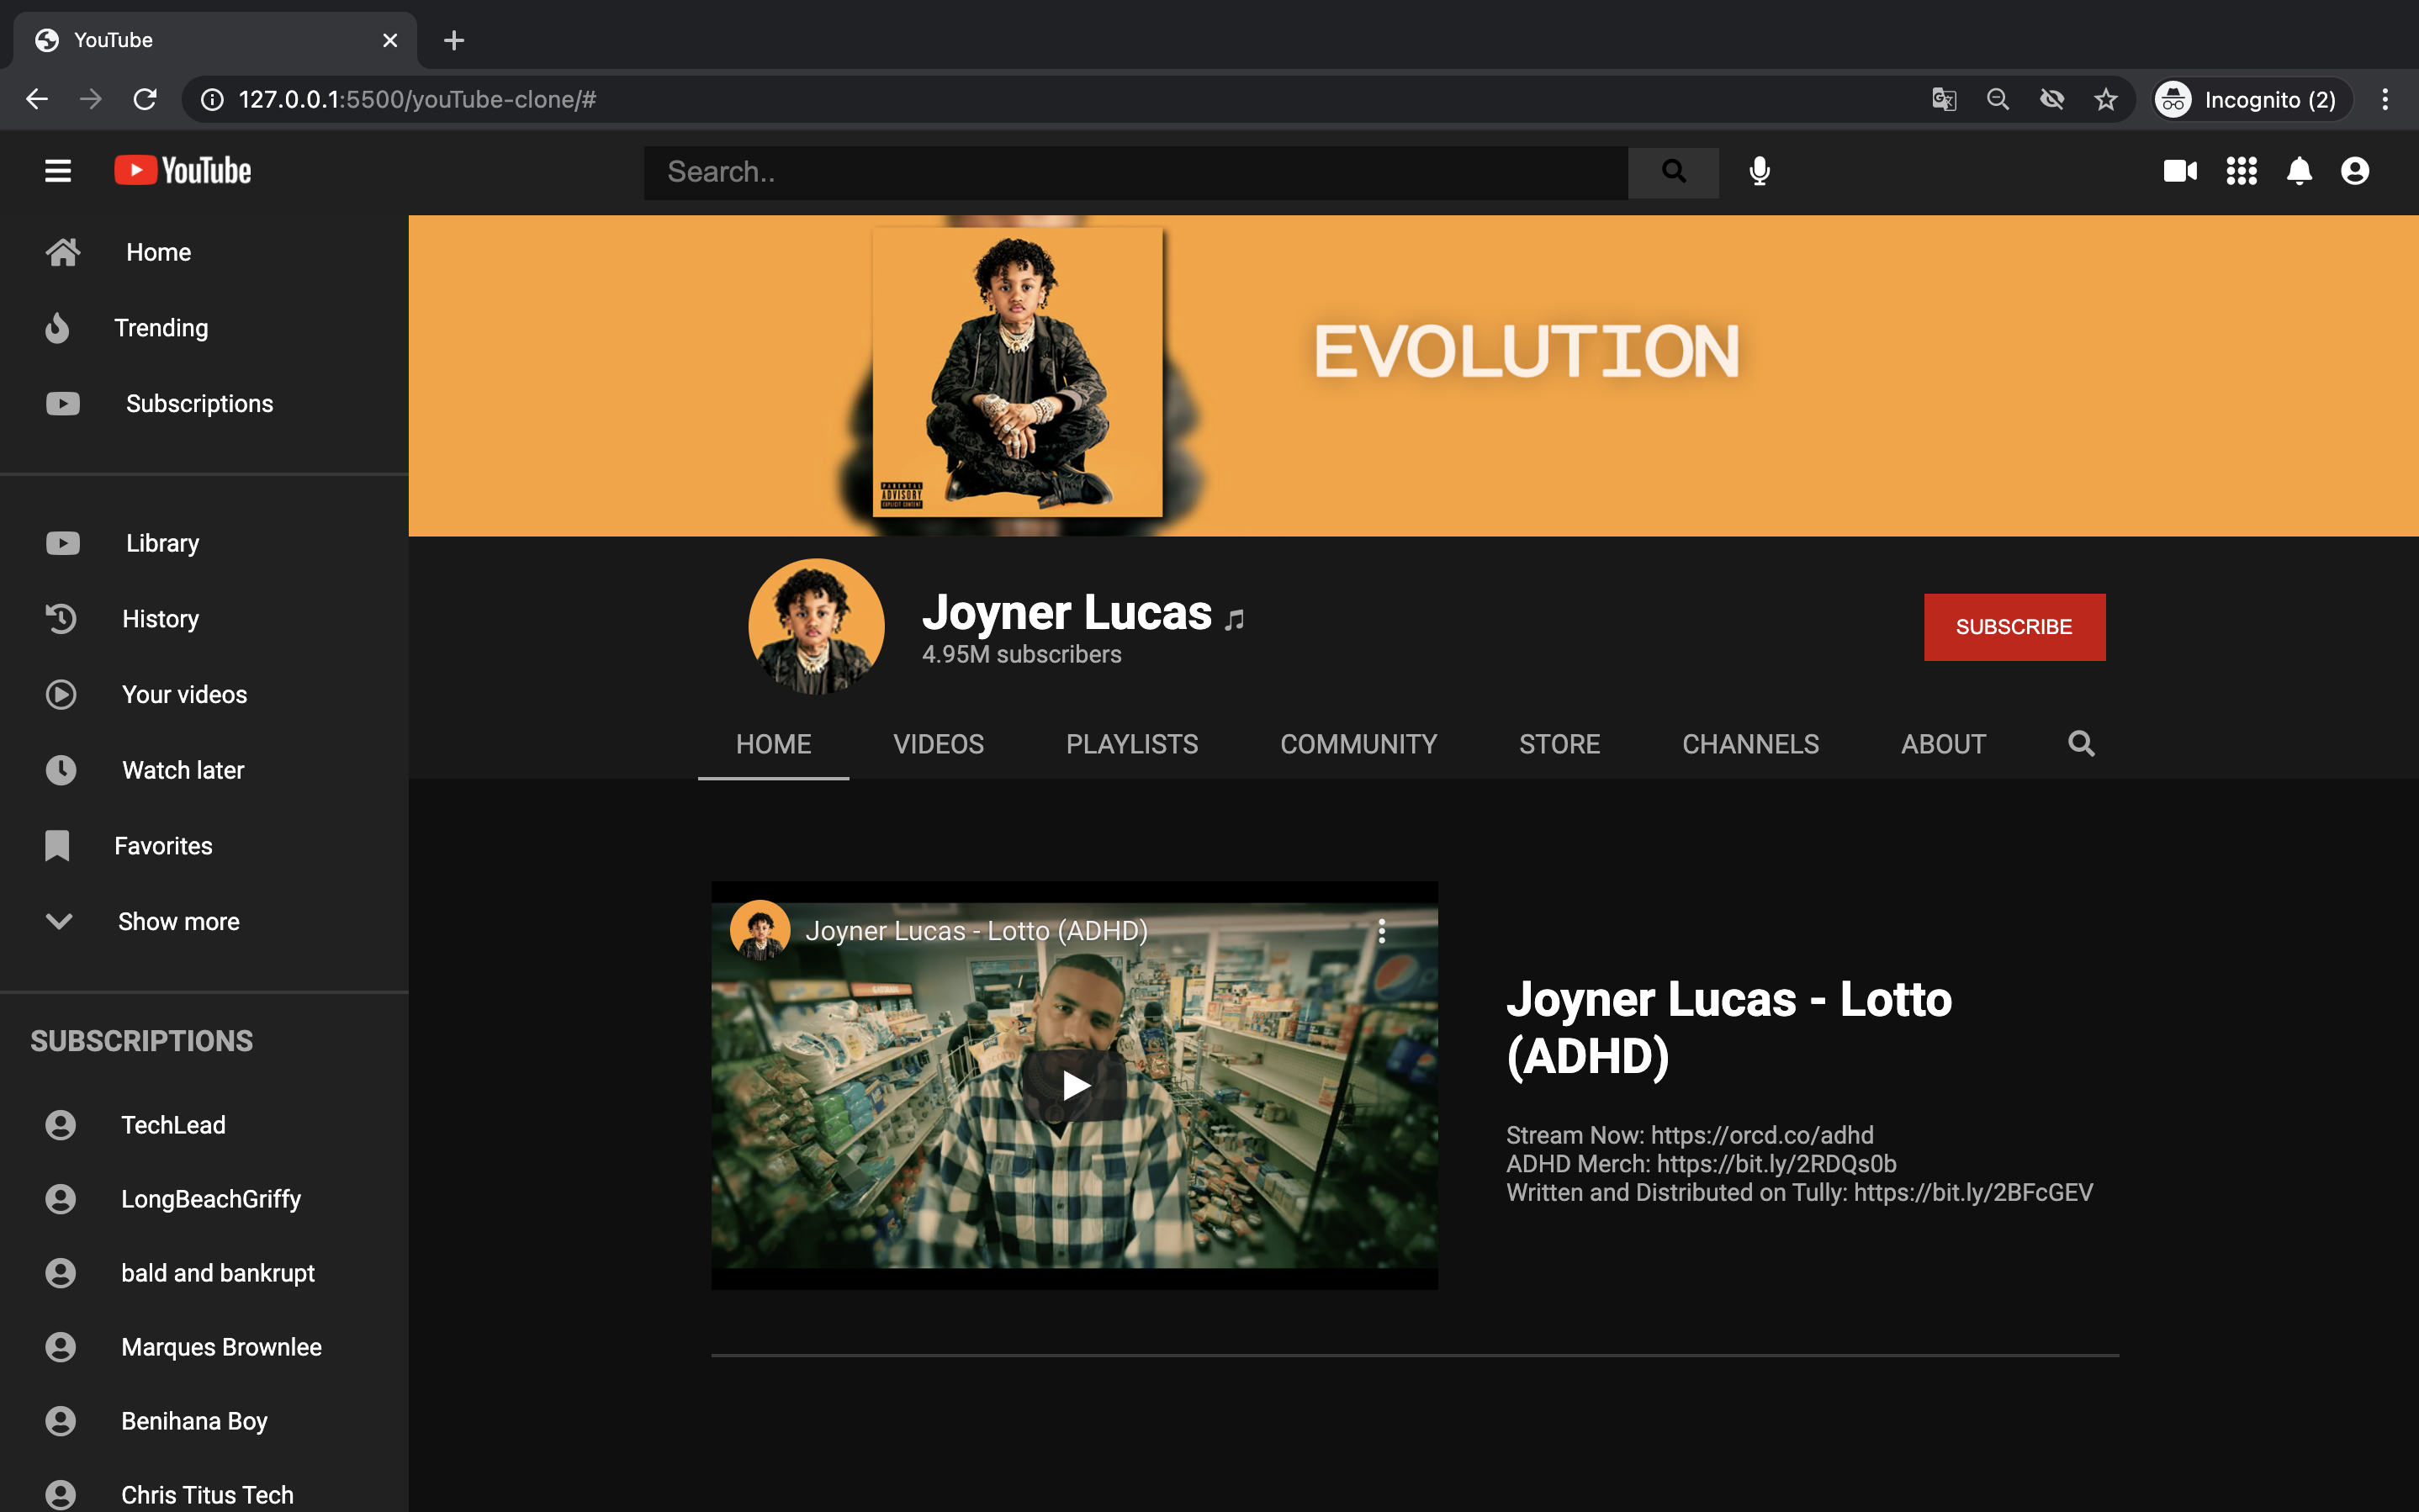 YouTube
127.0.0.1:5500/youTube-clone/#
Incognito (2)
YouTube
Search..
Home
Trending
Subscriptions
Library
History
Your videos
Watch later
Favorites
Show more
SUBSCRIPTIONS
TechLead
LongBeachGriffy
bald and bankrupt
Marques Brownlee
Benihana Boy
Chris Titus Tech
PARENTAL
ADVISORY
EXPLICIT CONTENT
EVOLUTION
Joyner Lucas
4.95M subscribers
SUBSCRIBE
HOME VIDEOS PLAYLISTS COMMUNITY STORE CHANNELS ABOUT
Joyner Lucas - Lotto (ADHD)
Joyner Lucas - Lotto
(ADHD)
Stream Now: https://orcd.co/adhd
ADHD Merch: https://bit.ly/2RDQs0b
Written and Distributed on Tully: https://bit.ly/2BFcGEV